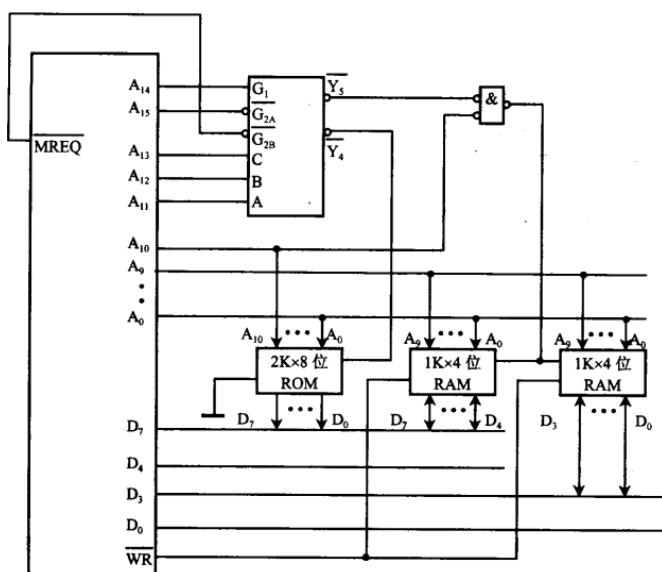 MREQ
A14
A15
A13
A12
A11
A10
A9
A0
D7
D4
D3
D0
WR
G1
G2A
G2B
C
B
A
Y5
Y4
&
A10 ••• A0
2K×8 位
ROM
D7 ••• D0
A9 ••• A0
1K×4 位
RAM
D7 ••• D4
A9 ••• A0
1K×4 位
RAM
D3 ••• D0